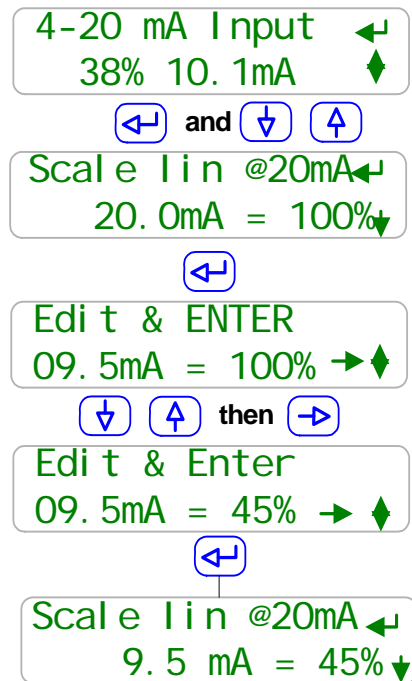 4-20 mA Input
38% 10.1mA
and
Scale lin @20mA
20.0mA = 100%
Edit & ENTER
09.5mA = 100%
then
Edit & Enter
09.5mA = 45%
Scale lin @20mA
9.5 mA = 45%